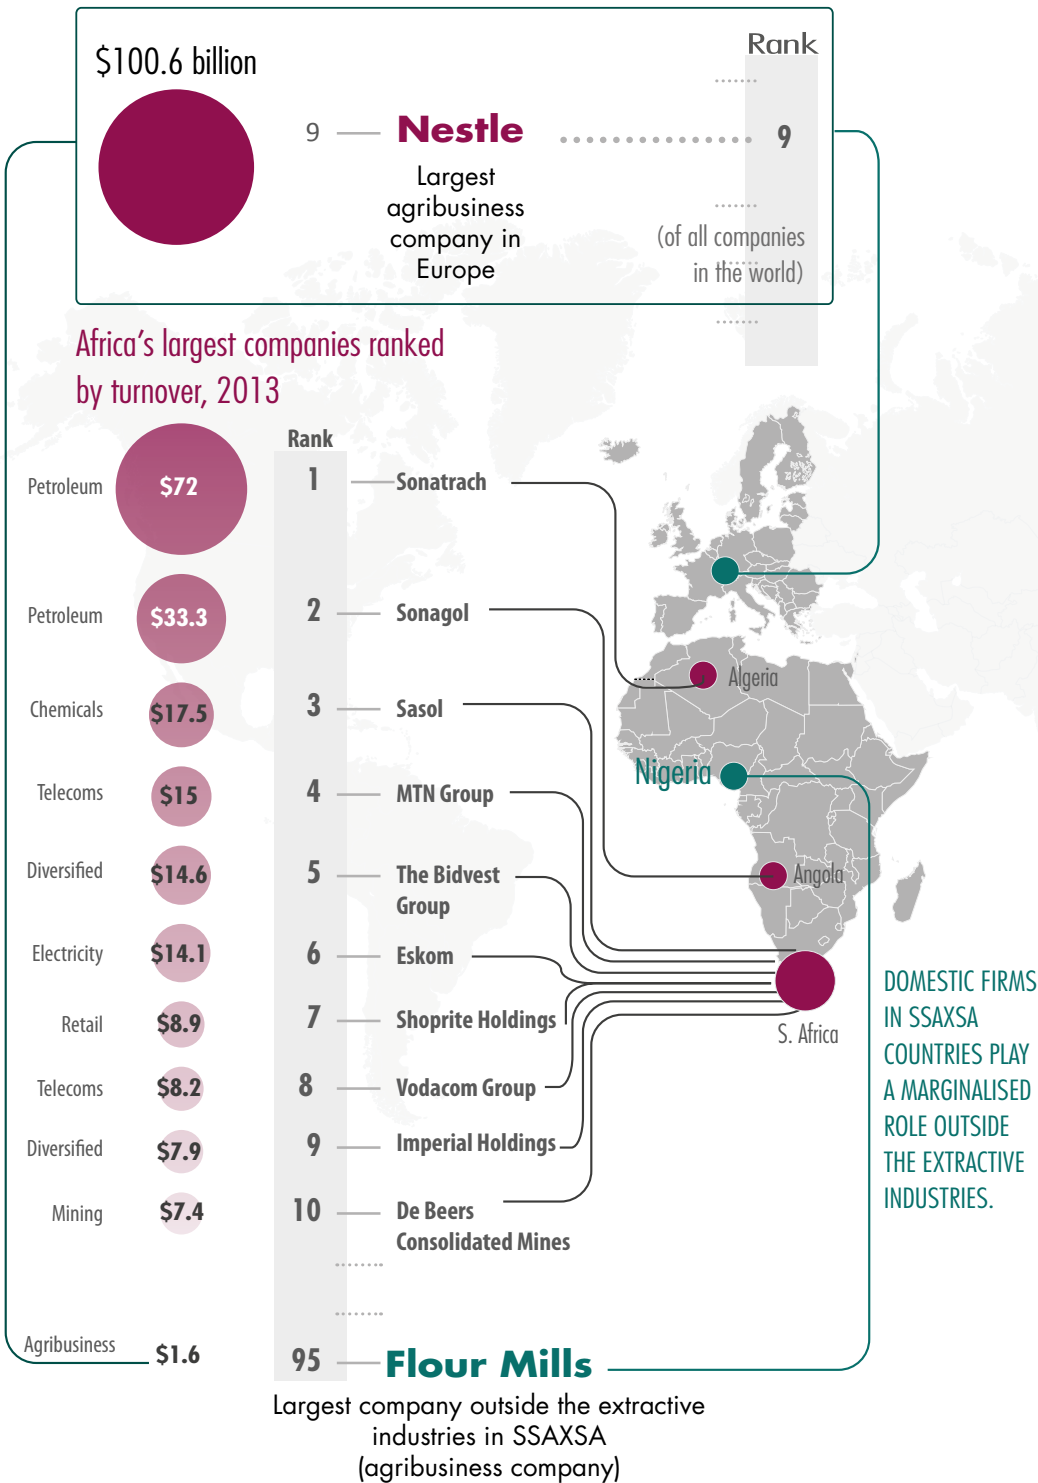 $100.6 billion
Rank
9
Nestle
9
Largest
agribusiness
company in
Europe
(of all companies
in the world)
Africa's largest companies ranked
by turnover, 2013
Rank
Petroleum
$72
1
Sonatrach
Petroleum
$33.3
2
Sonagol
Chemicals
$17.5
3
Sasol
Telecoms
$15
4
MTN Group
Diversified
$14.6
5
The Bidvest
Group
Electricity
$14.1
6
Eskom
Retail
$8.9
7
Shoprite Holdings
Telecoms
$8.2
8
Vodacom Group
Diversified
$7.9
9
Imperial Holdings
Mining
$7.4
10
De Beers
Consolidated Mines
Agribusiness
$1.6
95
Flour Mills
Largest company outside the extractive
industries in SSAXSA
(agribusiness company)
Algeria
Nigeria
Angola
S. Africa
DOMESTIC FIRMS
IN SSAXSA
COUNTRIES PLAY
A MARGINALISED
ROLE OUTSIDE
THE EXTRACTIVE
INDUSTRIES.